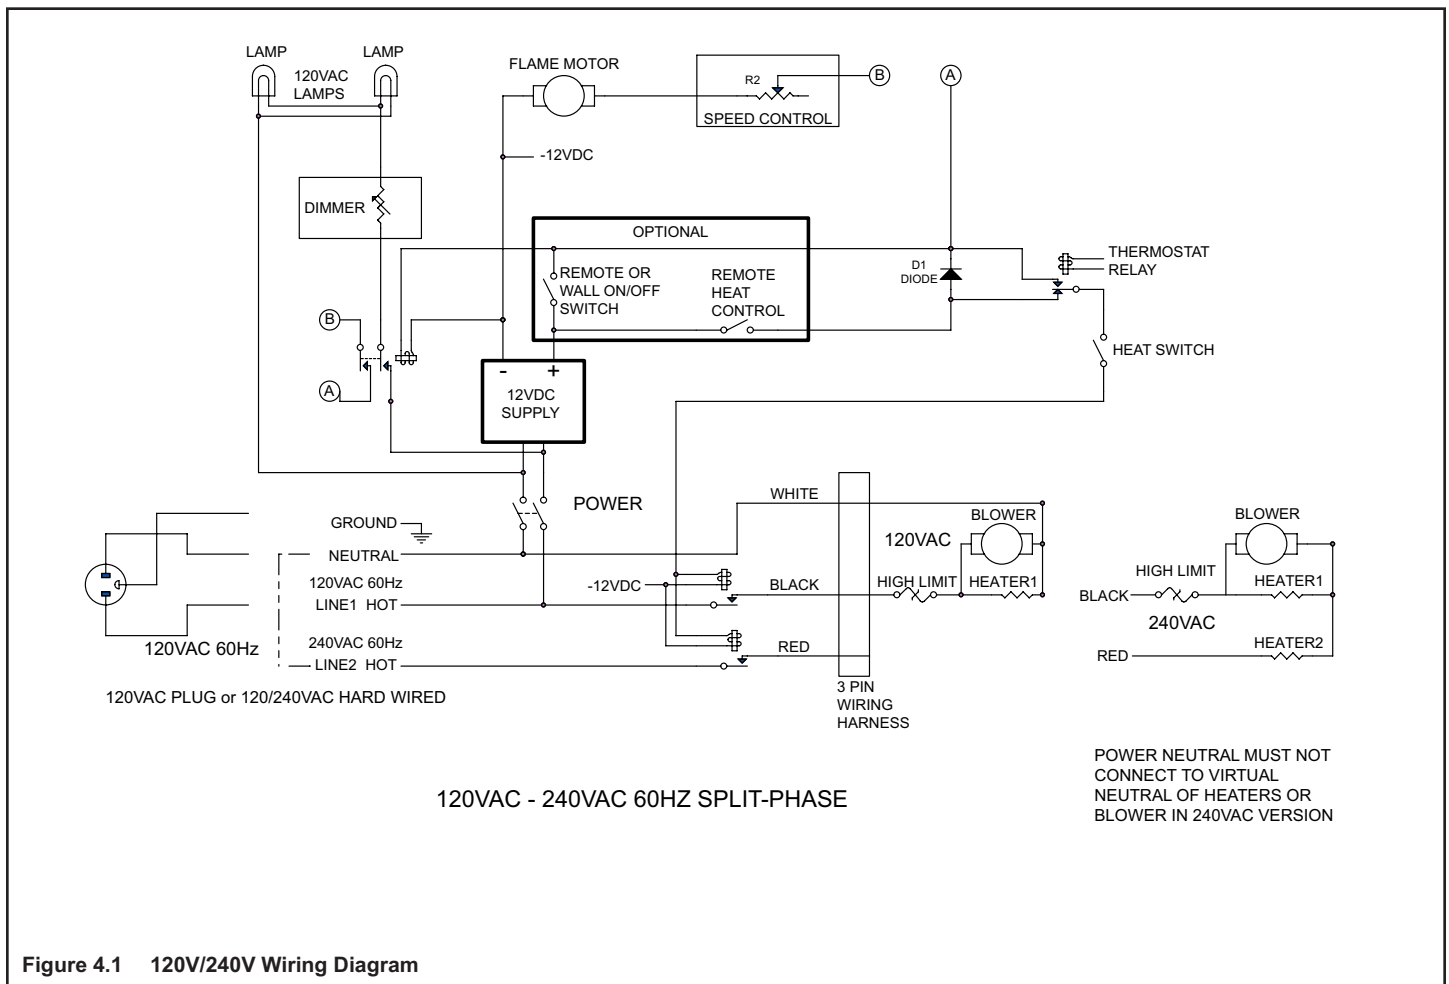 LAMP
LAMP
120VAC
LAMPS
FLAME MOTOR
R2
SPEED CONTROL
B
A
-12VDC
DIMMER
OPTIONAL
REMOTE OR
WALL ON/OFF
SWITCH
REMOTE
HEAT
CONTROL
D1
DIODE
THERMOSTAT
RELAY
B
A
HEAT SWITCH
- +
12VDC
SUPPLY
POWER
GROUND
NEUTRAL
120VAC 60Hz
LINE1 HOT
240VAC 60Hz
LINE2 HOT
120VAC 60Hz
120VAC PLUG or 120/240VAC HARD WIRED
-12VDC
WHITE
BLACK
RED
3 PIN
WIRING
HARNESS
120VAC
BLOWER
HIGH LIMIT
HEATER1
BLOWER
HIGH LIMIT
HEATER1
BLACK
240VAC
HEATER2
RED
120VAC - 240VAC 60HZ SPLIT-PHASE
POWER NEUTRAL MUST NOT
CONNECT TO VIRTUAL
NEUTRAL OF HEATERS OR
BLOWER IN 240VAC VERSION
Figure 4.1 120V/240V Wiring Diagram